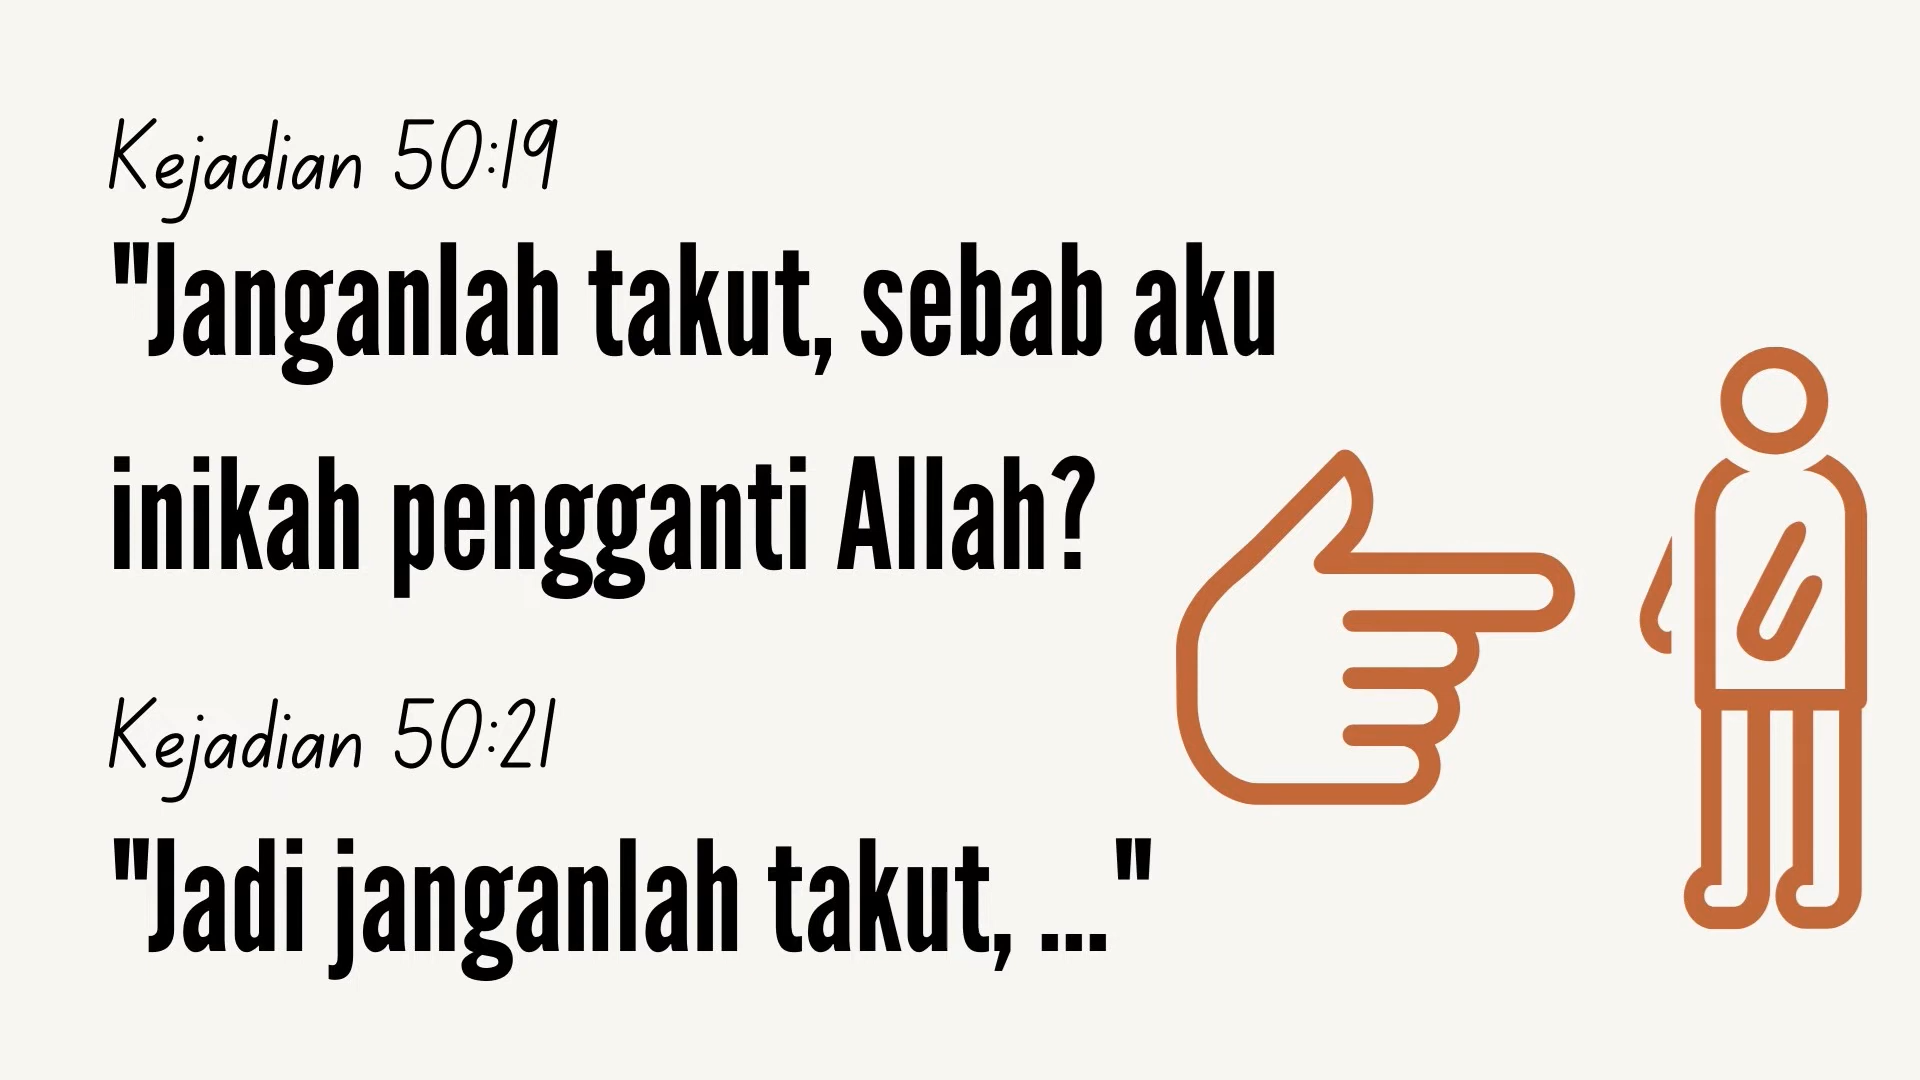 Kejadian 50:19
"Janganlah takut, sebab aku
inikah pengganti Allah?
Kejadian 50:21
"Jadi janganlah takut, ..."